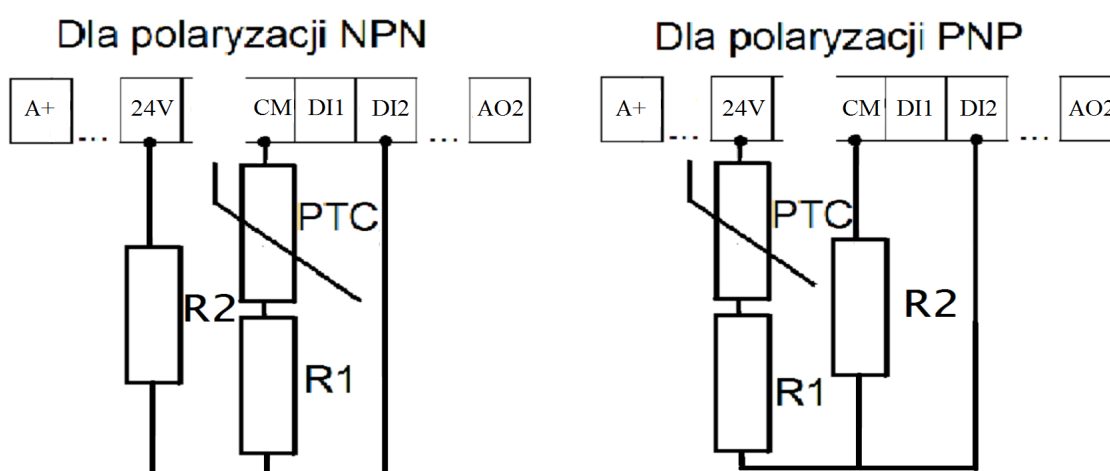 Dla polaryzacji NPN
A+ ... 24V CM DI1 DI2 ... AO2
PTC
R2
R1
Dla polaryzacji PNP
A+ ... 24V CM DI1 DI2 ... AO2
PTC
R2
R1